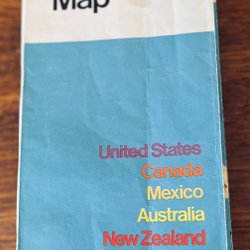 Map
United States
Canada
Mexico
Australia
New Zealand